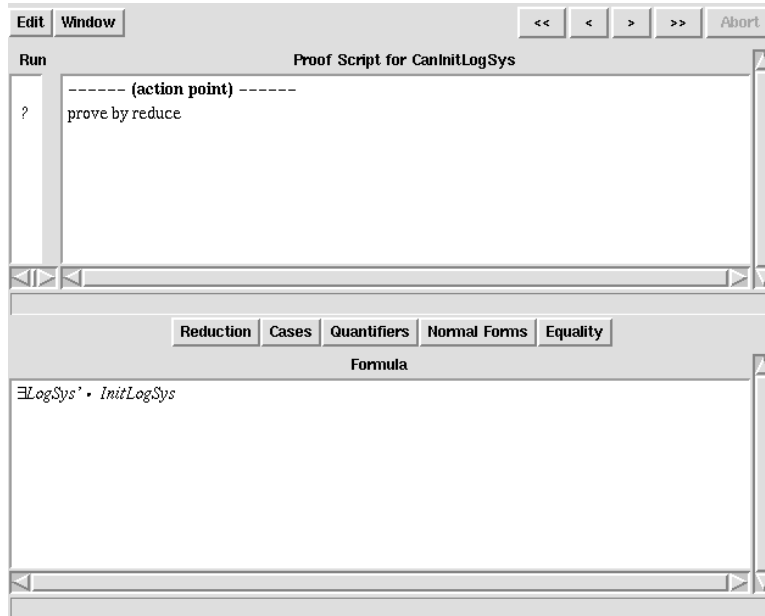 Edit Window << < > >> Abort
Run Proof Script for CanInitLogSys
------ (action point) ------
? prove by reduce
Reduction Cases Quantifiers Normal Forms Equality
Formula
∃LogSys' • InitLogSys